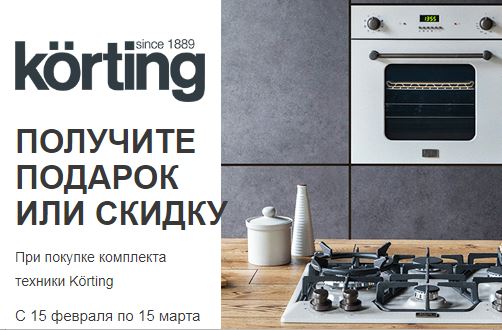 since 1889
körting
ПОЛУЧИТЕ
ПОДАРОК
ИЛИ СКИДКУ
При покупке комплекта
техники Körting
С 15 февраля по 15 марта